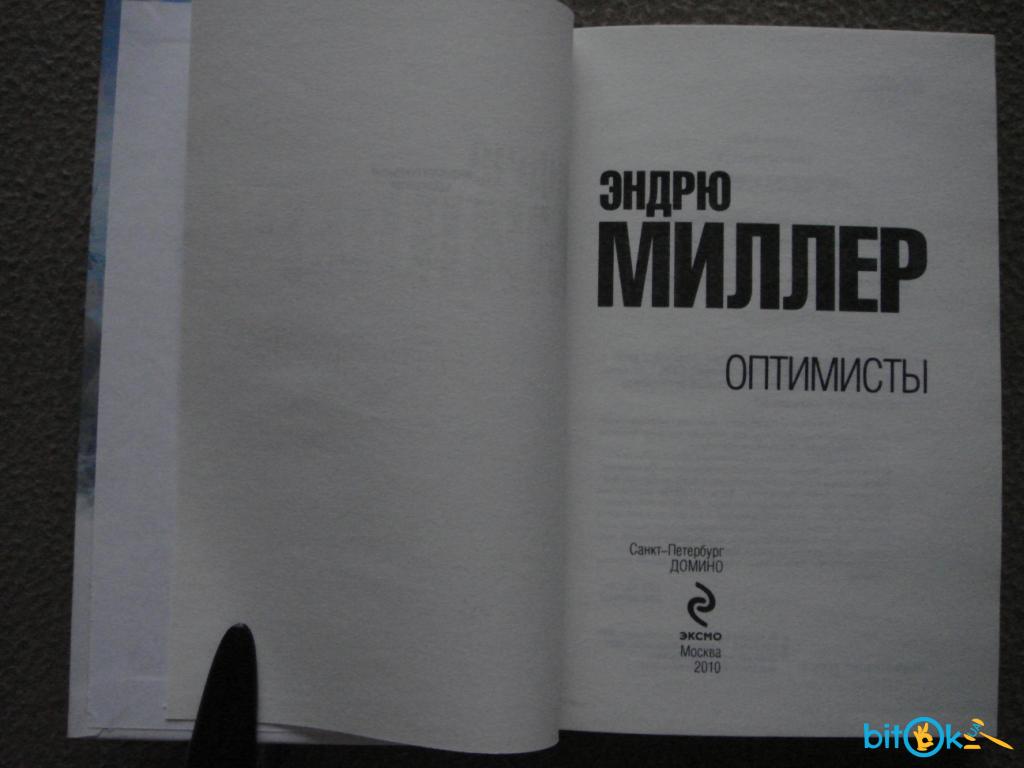 ЭНДРЮ
МИЛЛЕР
ОПТИМИСТЫ
Санкт-Петербург
ДОМИНО
ЭКСМО
Москва
2010
bitOk